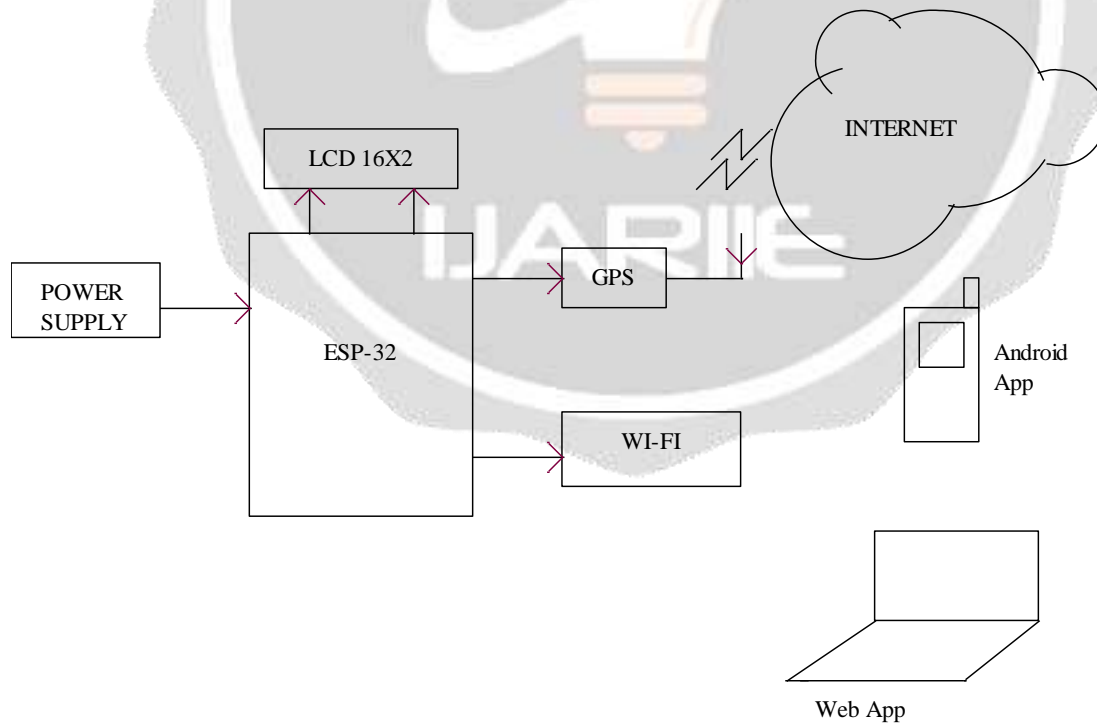 INTERNET
LCD 16X2
IJARIIE
GPS
POWER
SUPPLY
ESP-32
Android
App
WI-FI
Web App